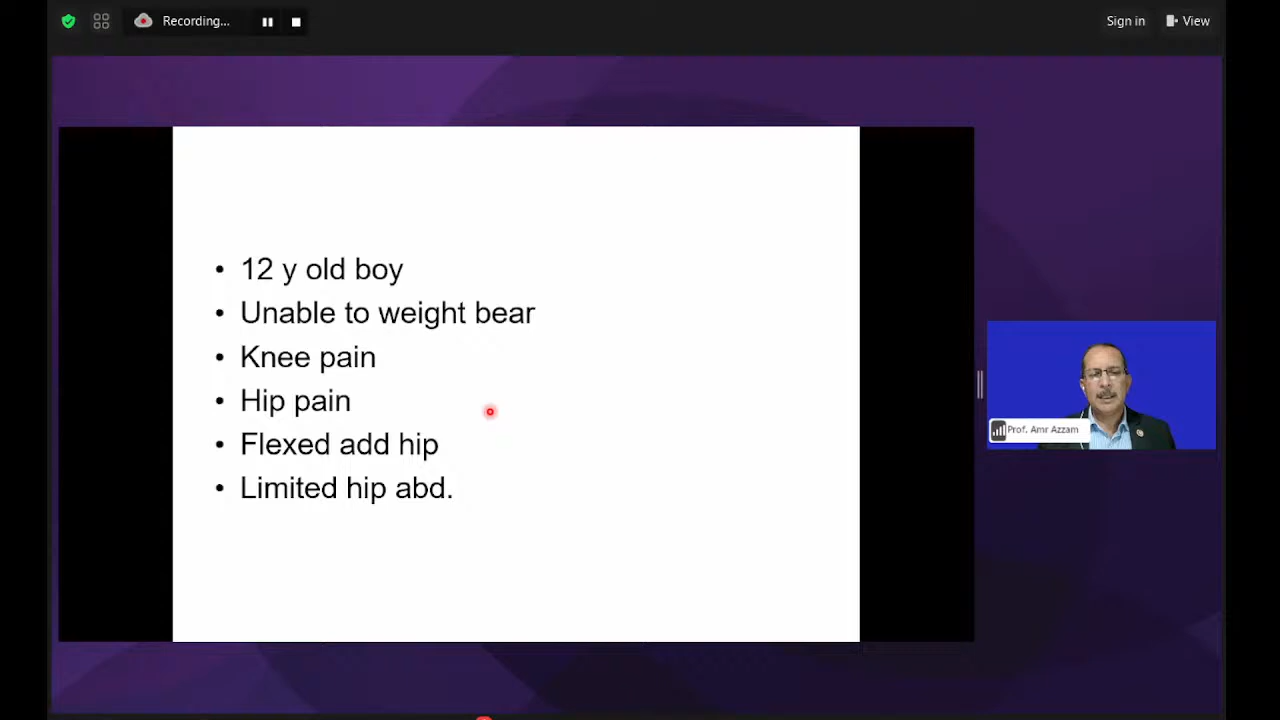 Recording...
Sign in
View
• 12 y old boy
• Unable to weight bear
• Knee pain
• Hip pain
• Flexed add hip
• Limited hip abd.
Prof. Amr Azzam